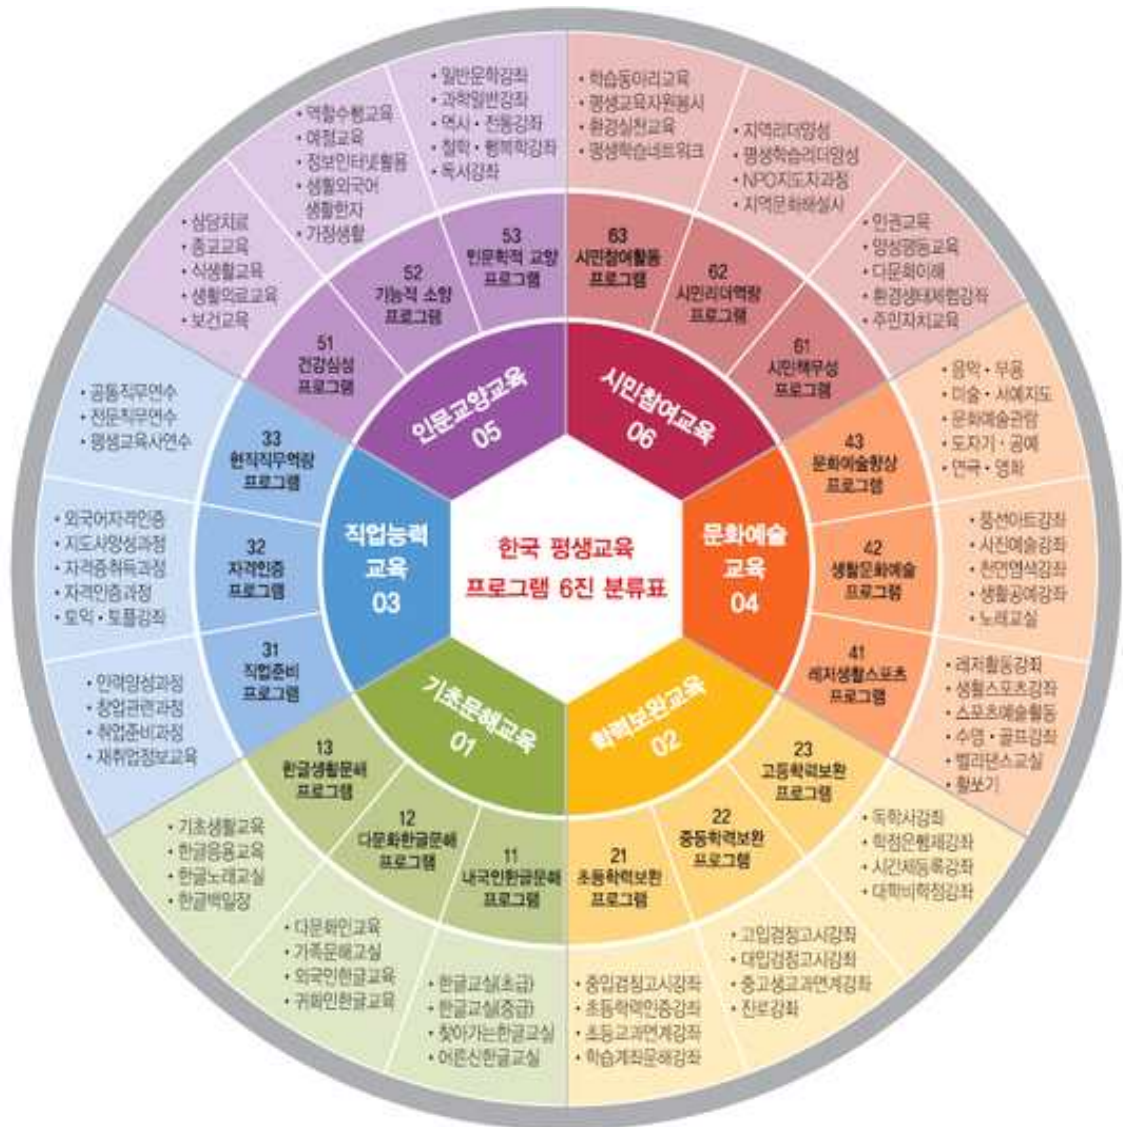 한국 평생교육
프로그램 6진 분류표
기초문해교육
01
11
내국인한글문해
프로그램
• 한글교실(초급)
• 한글교실(중급)
• 찾아가는한글교실
• 어르신한글교실
12
다문화한글문해
프로그램
• 다문화인교육
• 가족문해교실
• 외국인한글교육
• 귀화인한글교육
13
한글생활문해
프로그램
• 기초생활교육
• 한글응용교육
• 한글노래교실
• 한글백일장
학력보완교육
02
21
초등학력보완
프로그램
• 중입검정고시강좌
• 초등학력인증강좌
• 초등교과연계강좌
• 학습계좌문해강좌
22
중등학력보완
프로그램
• 고입검정고시강좌
• 대입검정고시강좌
• 중고생교과연계강좌
• 진로강좌
23
고등학력보완
프로그램
• 독학사강좌
• 학점은행제강좌
• 시간제등록강좌
• 대학비학점강좌
직업능력
교육
03
31
직업준비
프로그램
• 인력양성과정
• 창업관련과정
• 취업준비과정
• 재취업정보교육
32
자격인증
프로그램
• 외국어자격인증
• 지도사양성과정
• 자격증취득과정
• 자격인증과정
• 토익・토플강좌
33
현직직무역량
프로그램
• 공통직무연수
• 전문직무연수
• 평생교육사연수
문화예술
교육
04
41
레저생활스포츠
프로그램
• 레저활동강좌
• 생활스포츠강좌
• 스포츠예술활동
• 수영・골프강좌
• 벨리댄스교실
• 활쏘기
42
생활문화예술
프로그램
• 풍선아트강좌
• 사진예술강좌
• 천연염색강좌
• 생활공예강좌
• 노래교실
43
문화예술향상
프로그램
• 음악・무용
• 미술・서예지도
• 문화예술관람
• 도자기・공예
• 연극・영화
인문교양교육
05
51
건강심성
프로그램
• 상담치료
• 종교교육
• 식생활교육
• 생활의료교육
• 보건교육
52
기능적 소양
프로그램
• 역할수행교육
• 예절교육
• 정보인터넷활용
• 생활외국어
생활한자
• 가정생활
53
인문학적 교양
프로그램
• 일반문학강좌
• 과학일반강좌
• 역사・전통강좌
• 철학・행복학강좌
• 독서강좌
시민참여교육
06
61
시민책무성
프로그램
• 인권교육
• 양성평등교육
• 다문화이해
• 환경생태체험강좌
• 주민자치교육
62
시민리더역량
프로그램
• 지역리더양성
• 평생학습리더양성
• NPO지도자과정
• 지역문화해설사
63
시민참여활동
프로그램
• 학습동아리교육
• 평생교육자원봉사
• 환경실천교육
• 평생학습네트워크